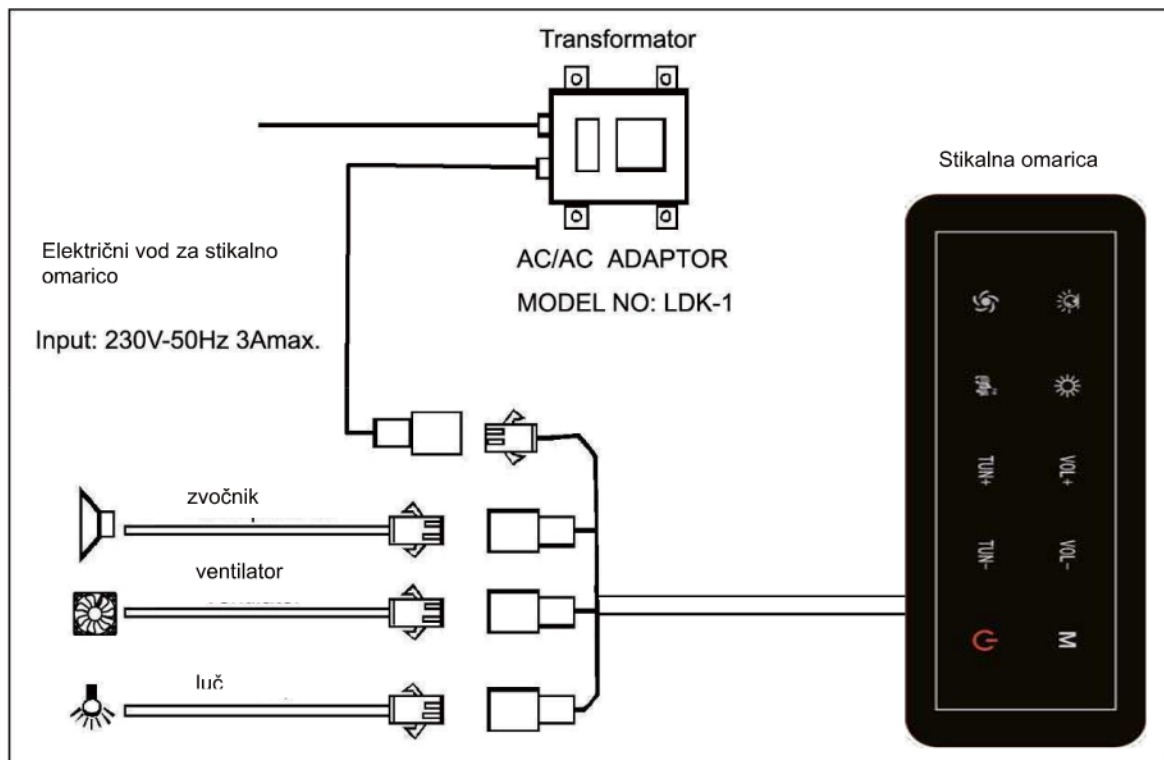 Transformator
Stikalna omarica
Električni vod za stikalno
omarico
AC/AC ADAPTOR
MODEL NO: LDK-1
Input: 230V-50Hz 3Amax.
zvočnik
ventilator
luč
TUN+
VOL+
TUN-
VOL-
M